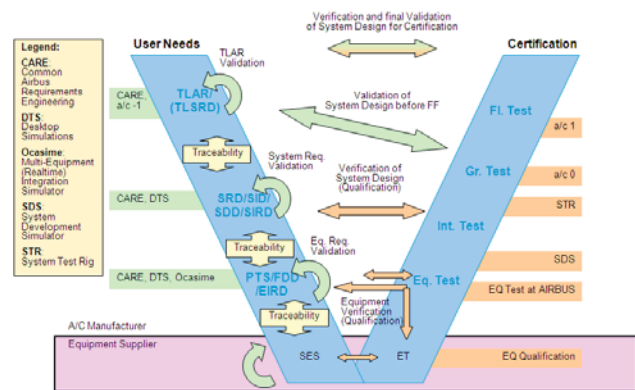 Legend:
CARE:
Common
Airbus
Requirements
Engineering
DTS:
Desktop
Simulations
Ocasime:
Multi-Equipment
(Realtime)
Integration
Simulator
SDS:
System
Development
Simulator
STR:
System Test Rig
User Needs
Verification and final Validation
of System Design for Certification
Certification
TLAR
Validation
CARE,
a/c -1
TLAR/
(TLSRD)
Validation of
System Design before FF
Fl. Test
a/c 1
Traceability
System Req.
Validation
Gr. Test
a/c 0
Verification of
System Design
(Qualification)
CARE, DTS
SRD/SID/
SDD/SIRD
STR
Int. Test
Traceability
Eq. Req.
Validation
SDS
CARE, DTS, Ocasime
PTS/FDD
/EIRD
Eq. Test
EQ Test at AIRBUS
Equipment
Verification
(Qualification)
Traceability
A/C Manufacturer
Equipment Supplier
SES
ET
EQ Qualification